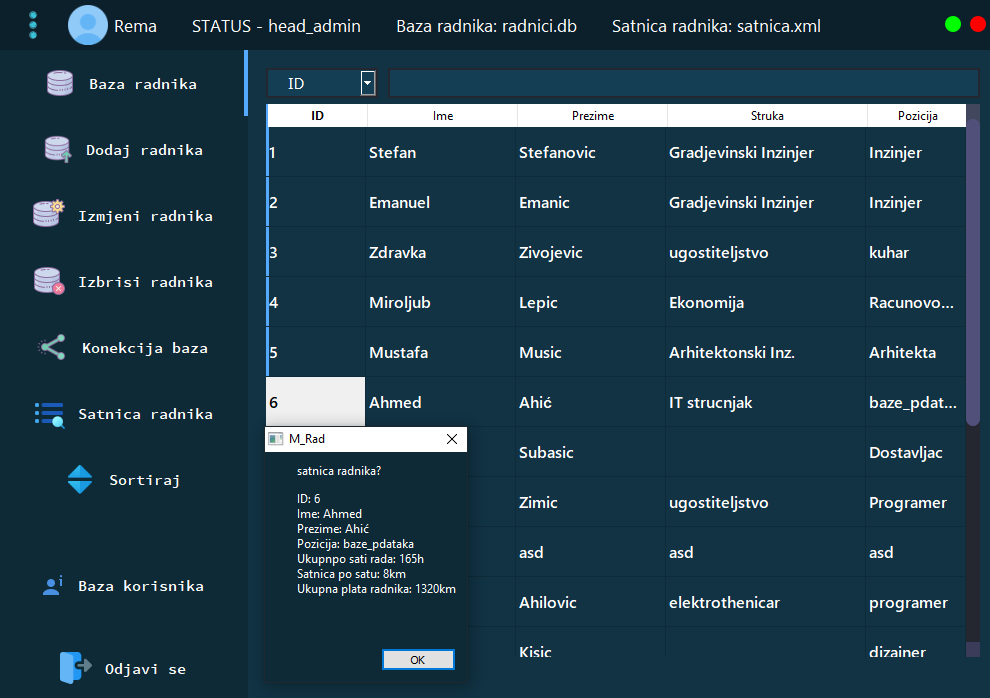 Rema STATUS - head_admin Baza radnika: radnici.db Satnica radnika: satnica.xml
Baza radnika
Dodaj radnika
Izmjeni radnika
Izbrisi radnika
Konekcija baza
Satnica radnika
Sortiraj
Baza korisnika
Odjavi se
ID
ID Ime Prezime Struka Pozicija
1 Stefan Stefanovic Gradjevinski Inzinjer Inzinjer
2 Emanuel Emanic Gradjevinski Inzinjer Inzinjer
3 Zdravka Zivojevic ugostiteljstvo kuhar
4 Miroljub Lepic Ekonomija Racunovo...
5 Mustafa Music Arhitektonski Inz. Arhitekta
6 Ahmed Ahić IT strucnjak baze_pdat...
Subasic Dostavljac
Zimic ugostiteljstvo Programer
asd asd asd
Ahilovic elektrothenicar programer
Kisic dizajner
M_Rad
satnica radnika?
ID: 6
Ime: Ahmed
Prezime: Ahić
Pozicija: baze_pdataka
Ukupnpo sati rada: 165h
Satnica po satu: 8km
Ukupna plata radnika: 1320km
OK